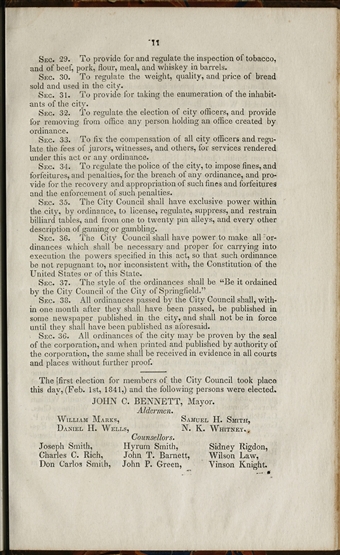 11
Sec. 29. To provide for and regulate the inspection of tobacco,
and of beef, pork, flour, meal, and whiskey in barrels.
Sec. 30. To regulate the weight, quality, and price of bread
sold and used in the city.
Sec. 31. To provide for taking the enumeration of the inhabit-
ants of the city.
Sec. 32. To regulate the election of city officers, and provide
for removing from office any person holding an office created by
ordinance.
Sec. 33. To fix the compensation of all city officers and regu-
late the fees of jurors, witnesses, and others, for services rendered
under this act or any ordinance.
Sec. 34. To regulate the police of the city, to impose fines, and
forfeitures, and penalties, for the breach of any ordinance, and pro-
vide for the recovery and appropriation of such fines and forfeitures
and the enforcement of such penalties.
Sec. 35. The City Council shall have exclusive power within
the city, by ordinance, to license, regulate, suppress, and restrain
billiard tables, and from one to twenty pin alleys, and every other
description of gaming or gambling.
Sec. 36. The City Council shall have power to make all or-
dinances which shall be necessary and proper for carrying into
execution the powers specified in this act, so that such ordinance
be not repugnant to, nor inconsistent with, the Constitution of the
United States or of this State.
Sec. 37. The style of the ordinances shall be "Be it ordained
by the City Council of the City of Springfield."
Sec. 38. All ordinances passed by the City Council shall, with-
in one month after they shall have been passed, be published in
some newspaper published in the city, and shall not be in force
until they shall have been published as aforesaid.
Sec. 36. All ordinances of the city may be proven by the seal
of the corporation, and when printed and published by authority of
the corporation, the same shall be received in evidence in all courts
and places without further proof.
The first election for members of the City Council took place
this day, (Feb. 1st, 1841,) and the following persons were elected.
JOHN C. BENNETT, Mayor.
Aldermen.
William Marks, Samuel H. Smith,
Daniel H. Wells, N. K. Whitney.
Counsellors.
Joseph Smith, Hyrum Smith, Sidney Rigdon,
Charles C. Rich, John T. Barnett, Wilson Law,
Don Carlos Smith, John P. Green, Vinson Knight.